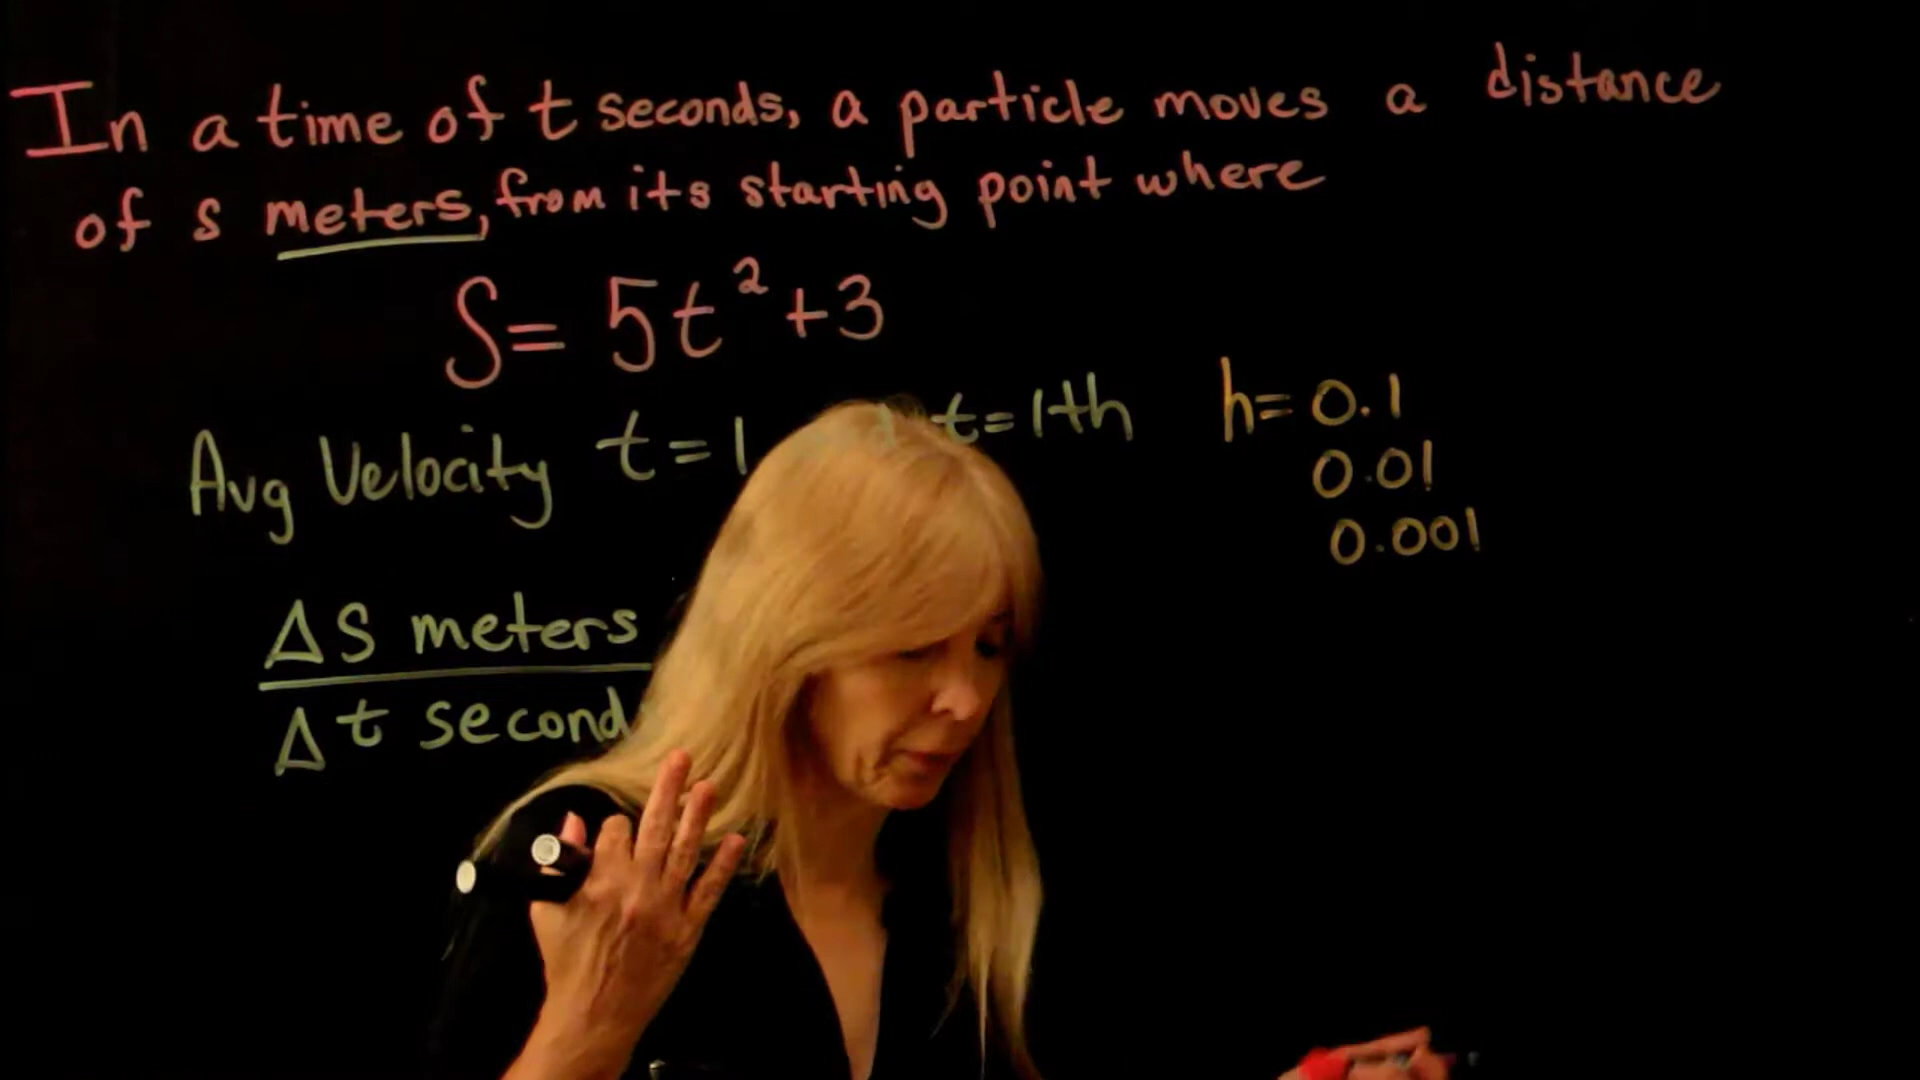 In a time of t seconds, a particle moves a distance
of s meters, from its starting point where
S= 5t²+3
Avg Velocity t=1 t=1+h h= 0.1
0.01
0.001
ΔS meters
Δt second